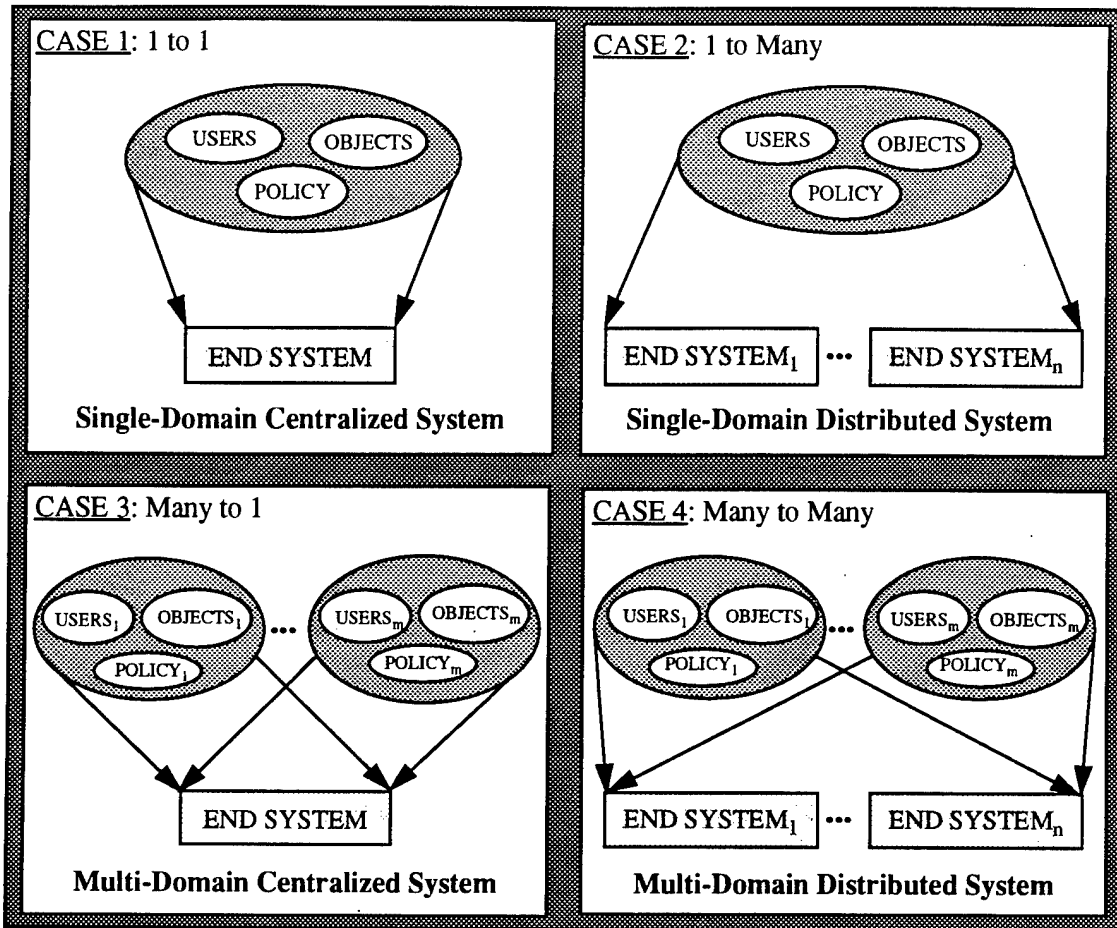 CASE 1: 1 to 1
USERS
OBJECTS
POLICY
END SYSTEM
Single-Domain Centralized System
CASE 2: 1 to Many
USERS
OBJECTS
POLICY
END SYSTEM1
...
END SYSTEMn
Single-Domain Distributed System
CASE 3: Many to 1
USERS1
OBJECTS1
POLICY1
...
USERSm
OBJECTSm
POLICYm
END SYSTEM
Multi-Domain Centralized System
CASE 4: Many to Many
USERS1
OBJECTS1
POLICY1
...
USERSm
OBJECTSm
POLICYm
END SYSTEM1
...
END SYSTEMn
Multi-Domain Distributed System